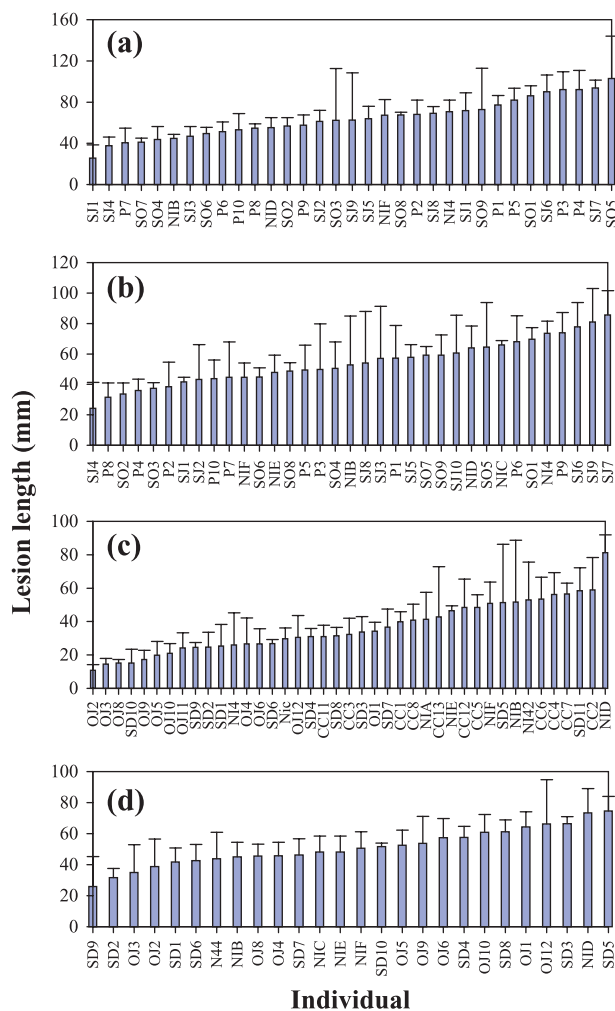 (a)
160
120
80
40
0
SJ1 SJ4 P7 SO7 SO4 NIB SJ3 SO6 P6 P10 P8 NID SO2 P9 SJ2 SO3 SJ9 SJ5 NIF SO8 P2 SJ8 NI4 SJ1 SO9 P1 P5 SO1 SJ6 P3 P4 SJ7 SO5
(b)
120
100
80
60
40
20
0
SJ4 P8 SO2 P4 SO3 P2 SJ1 SJ2 P10 P7 NIF SO6 NIE SO8 P5 P3 SO4 NIB SJ8 SJ3 P1 SJ5 SO7 SO9 SJ10 NID SO5 NIC P6 SO1 NI4 P9 SJ6 SJ9 SJ7
Lesion length (mm)
(c)
100
80
60
40
20
0
OJ2 OJ3 OJ8 SD10 OJ9 OJ5 OJ10 OJ11 SD9 SD2 SD1 NI4 OJ4 OJ6 SD6 Nic OJ12 SD4 CC11 SD8 CC3 SD3 OJ1 SD7 CC1 CC8 NIA CC13 NIE CC12 CC5 NIF SD5 NIB NI42 CC6 CC4 CC7 SD11 CC2 NID
(d)
100
80
60
40
20
0
SD9 SD2 OJ3 OJ2 SD1 SD6 N44 NIB OJ8 OJ4 SD7 NIC NIE NIF SD10 OJ5 OJ9 OJ6 SD4 OJ10 SD8 OJ1 OJ12 SD3 NID SD5
Individual